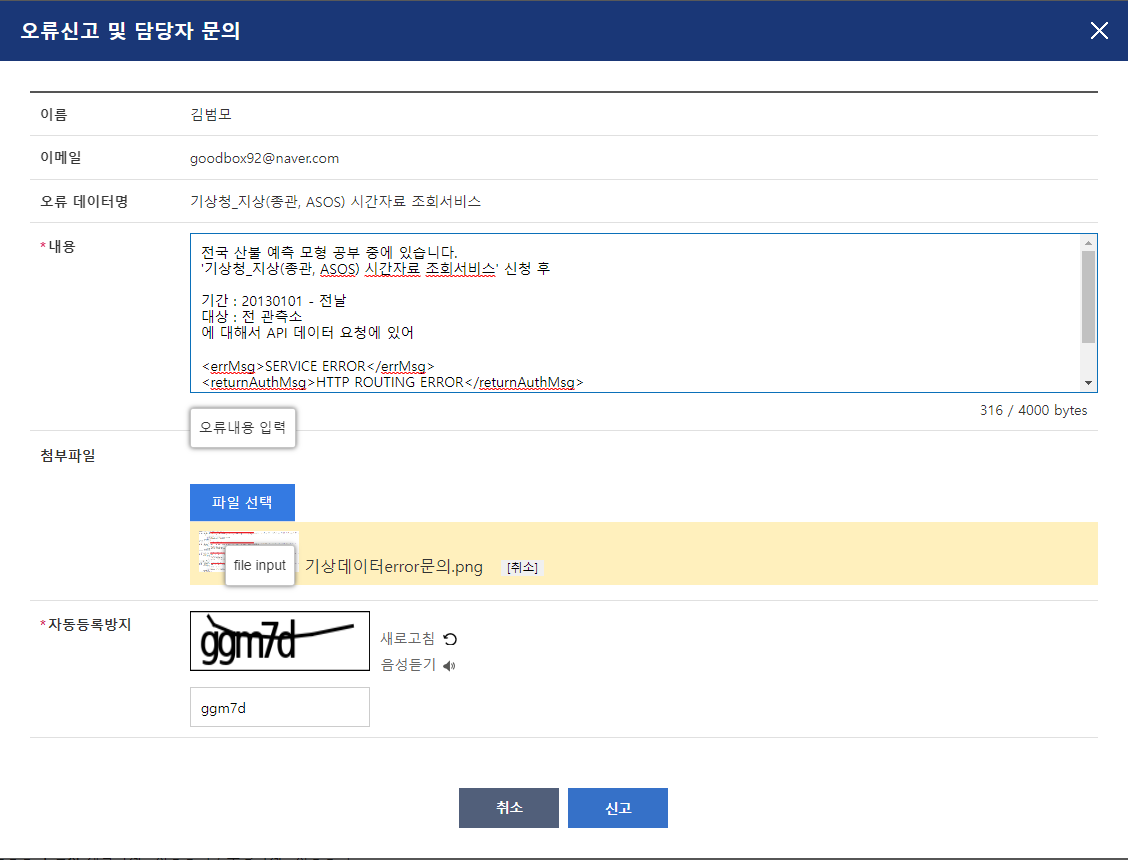 오류신고 및 담당자 문의
이름 김범모
이메일 goodbox92@naver.com
오류 데이터명 기상청_지상(종관, ASOS) 시간자료 조회서비스
*내용
전국 산불 예측 모형 공부 중에 있습니다.
'기상청_지상(종관, ASOS) 시간자료 조회서비스' 신청 후
기간 : 20130101 - 전날
대상 : 전 관측소
에 대해서 API 데이터 요청에 있어
<errMsg>SERVICE ERROR</errMsg>
<returnAuthMsg>HTTP ROUTING ERROR</returnAuthMsg>
316 / 4000 bytes
오류내용 입력
첨부파일
파일 선택
file input 기상데이터error문의.png [취소]
*자동등록방지
ggm7d
새로고침
음성듣기
ggm7d
취소 신고